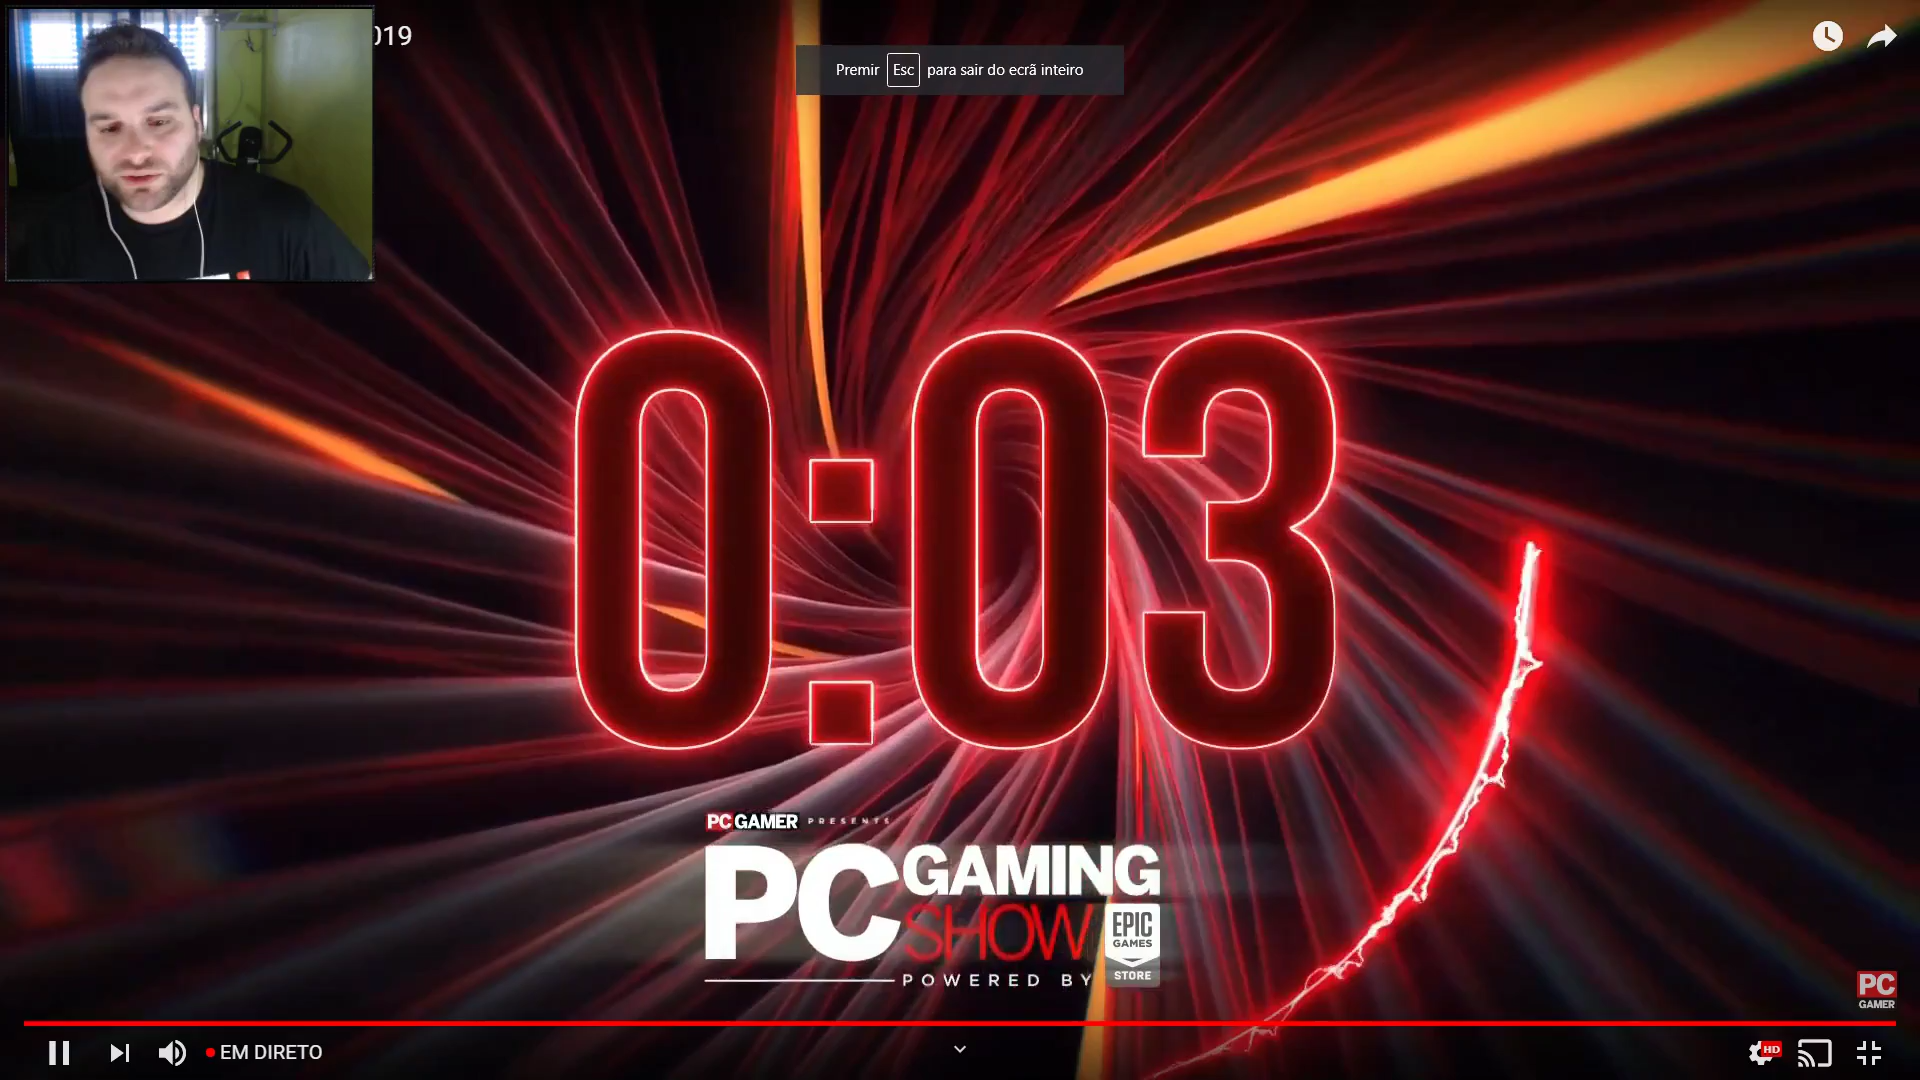 019
Premir Esc para sair do ecrã inteiro
0:03
PC GAMER PRESENTS
PC GAMING
SHOW
EPIC
GAMES
STORE
POWERED BY
PC
GAMER
EM DIRETO
HD